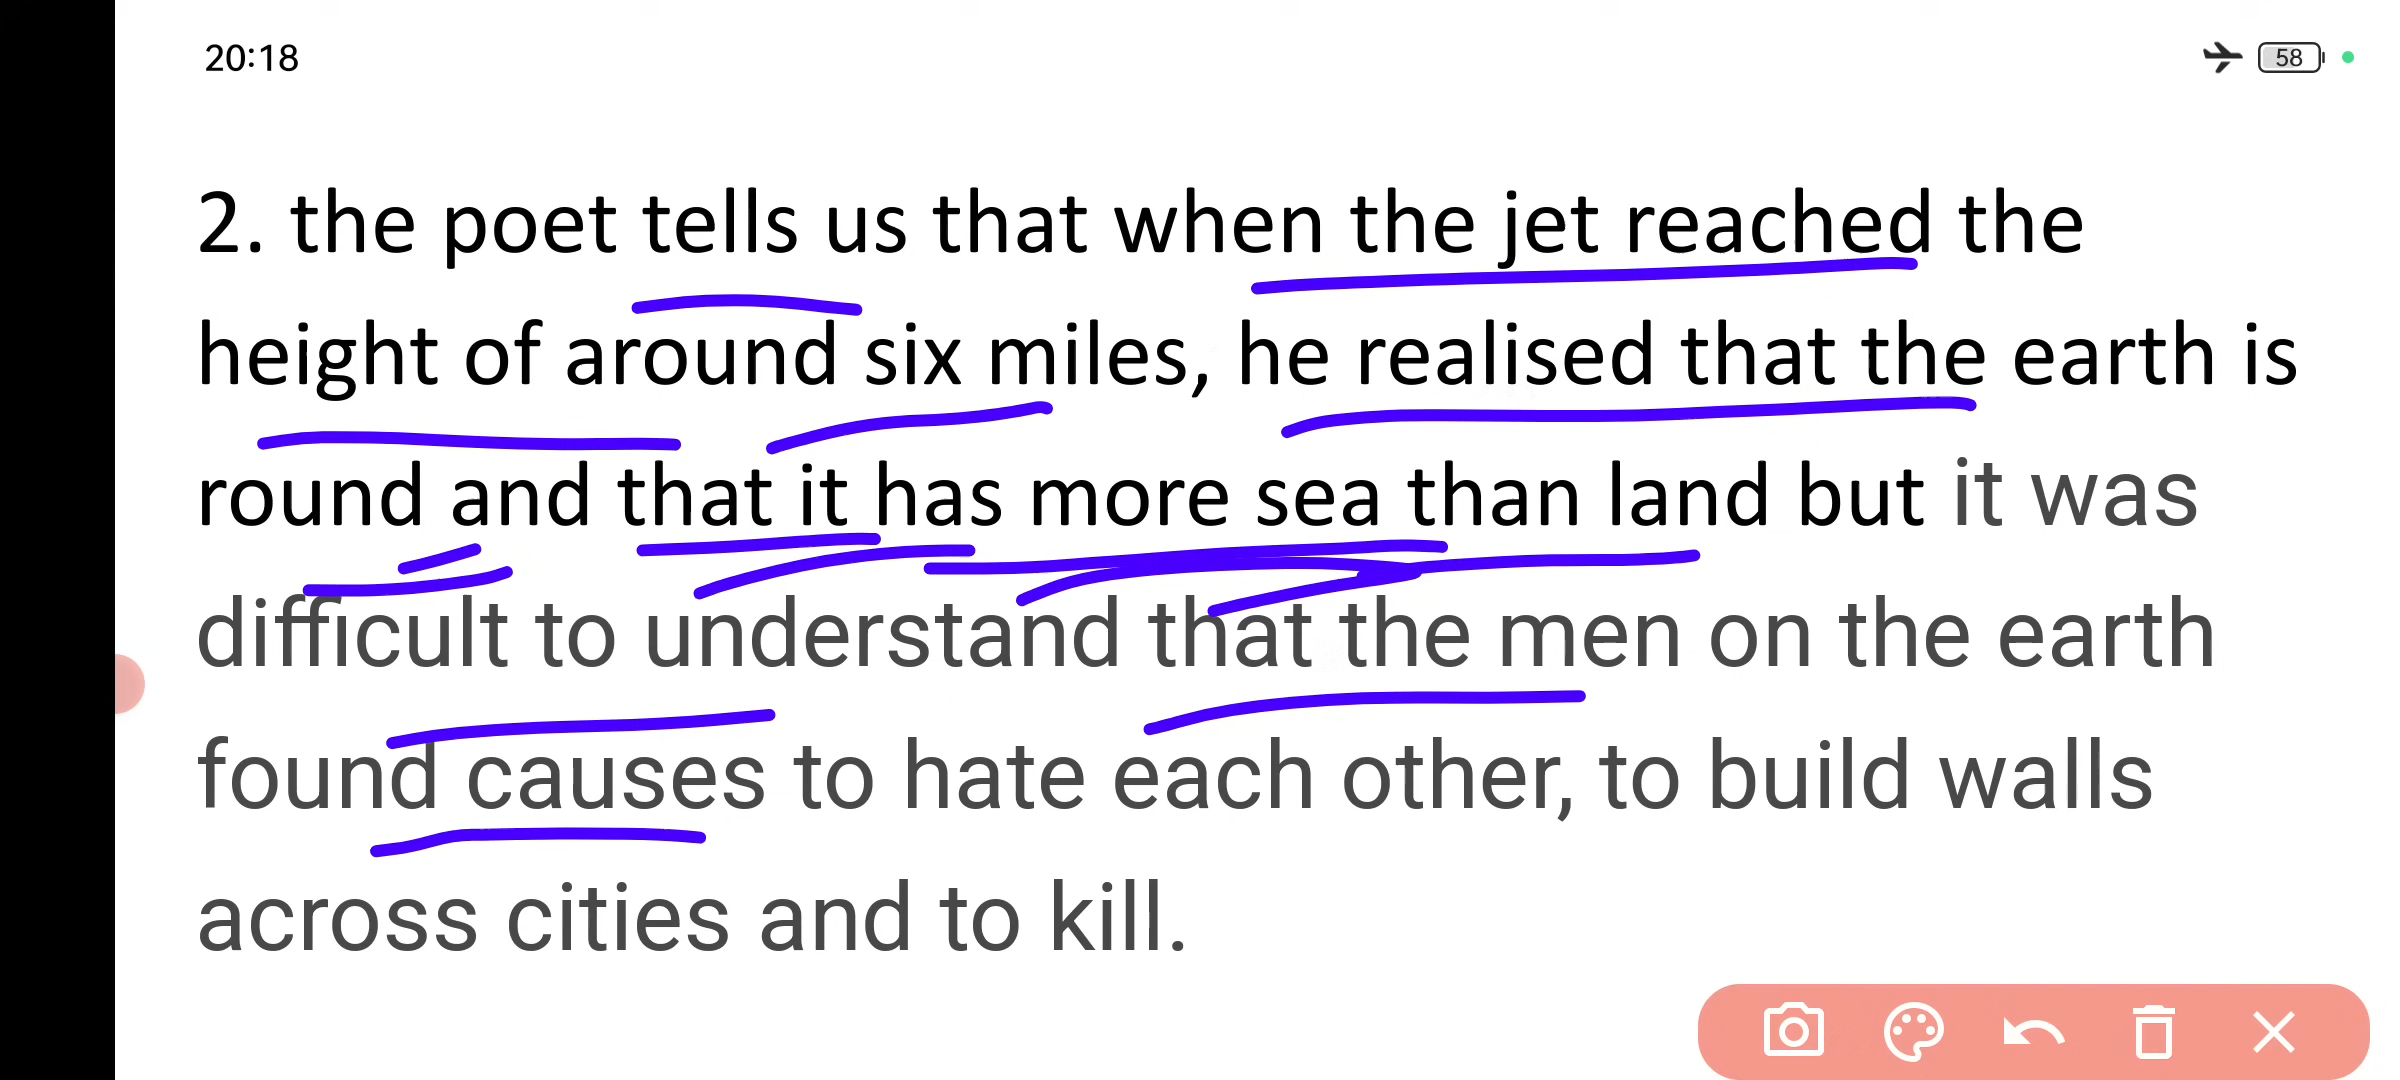 20:18
58
2. the poet tells us that when the jet reached the
height of around six miles, he realised that the earth is
round and that it has more sea than land but it was
difficult to understand that the men on the earth
found causes to hate each other, to build walls
across cities and to kill.